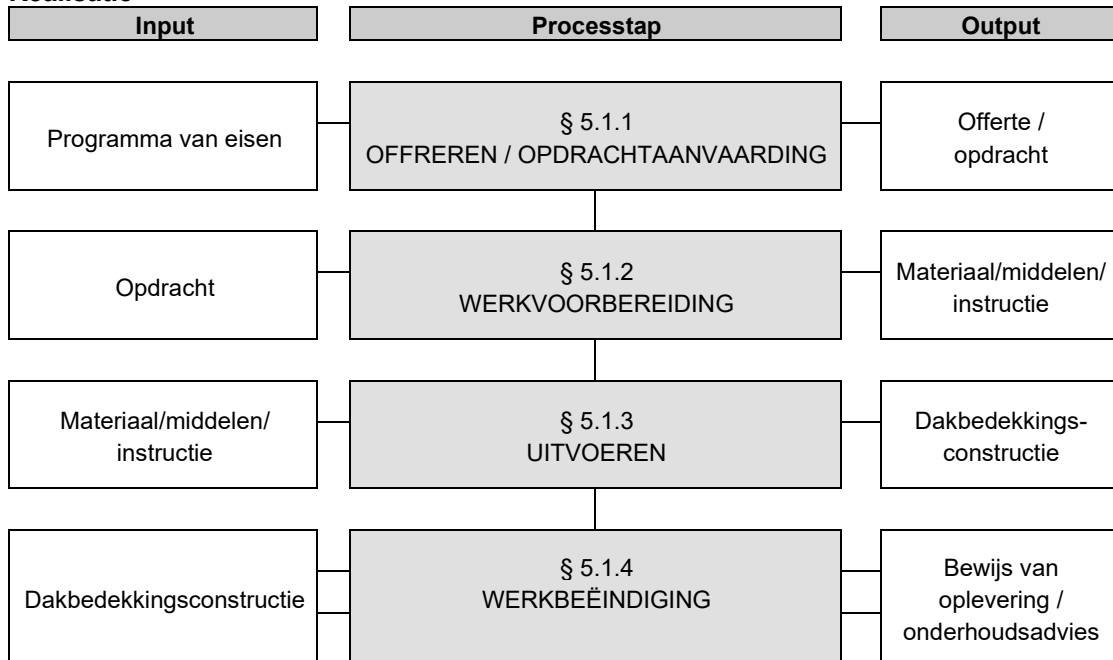 Input
Processtap
Output
Programma van eisen
§ 5.1.1
OFFREREN / OPDRACHTAANVAARDING
Offerte /
opdracht
Opdracht
§ 5.1.2
WERKVOORBEREIDING
Materiaal/middelen/
instructie
Materiaal/middelen/
instructie
§ 5.1.3
UITVOEREN
Dakbedekkings-
constructie
Dakbedekkingsconstructie
§ 5.1.4
WERKBEËINDIGING
Bewijs van
oplevering /
onderhoudsadvies